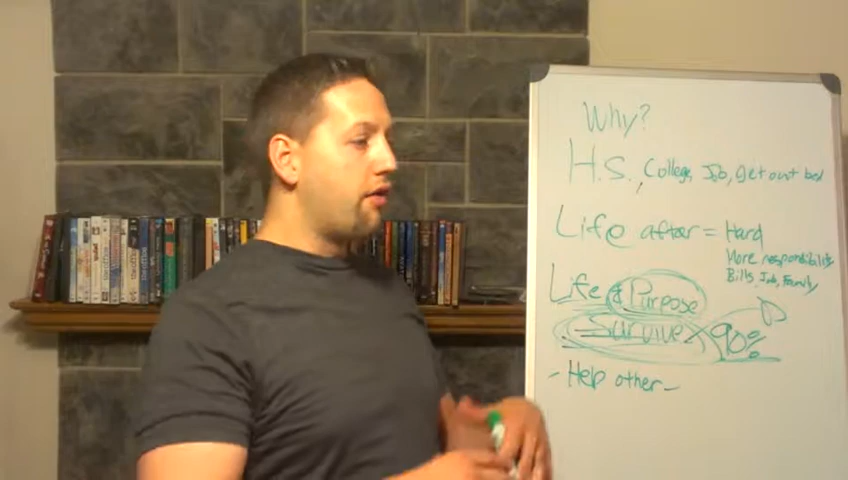 Why?
H.S., College, Job, get out bed
Life after = Hard
More responsibility
Bills, Job, Family
Life & Purpose
- Survive 90%
- Help other -